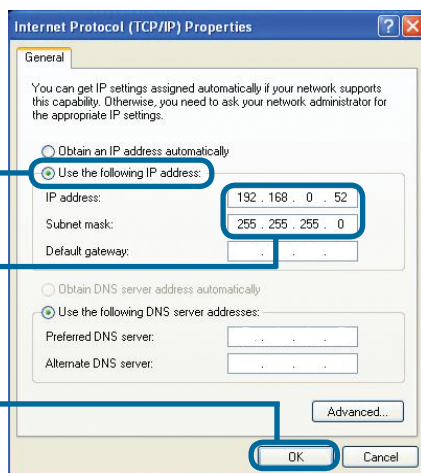 Internet Protocol (TCP/IP) Properties
General
You can get IP settings assigned automatically if your network supports
this capability. Otherwise, you need to ask your network administrator for
the appropriate IP settings.
Obtain an IP address automatically
Use the following IP address:
IP address: 192 . 168 . 0 . 52
Subnet mask: 255 . 255 . 255 . 0
Default gateway: . . .
Obtain DNS server address automatically
Use the following DNS server addresses:
Preferred DNS server: . . .
Alternate DNS server: . . .
Advanced...
OK Cancel